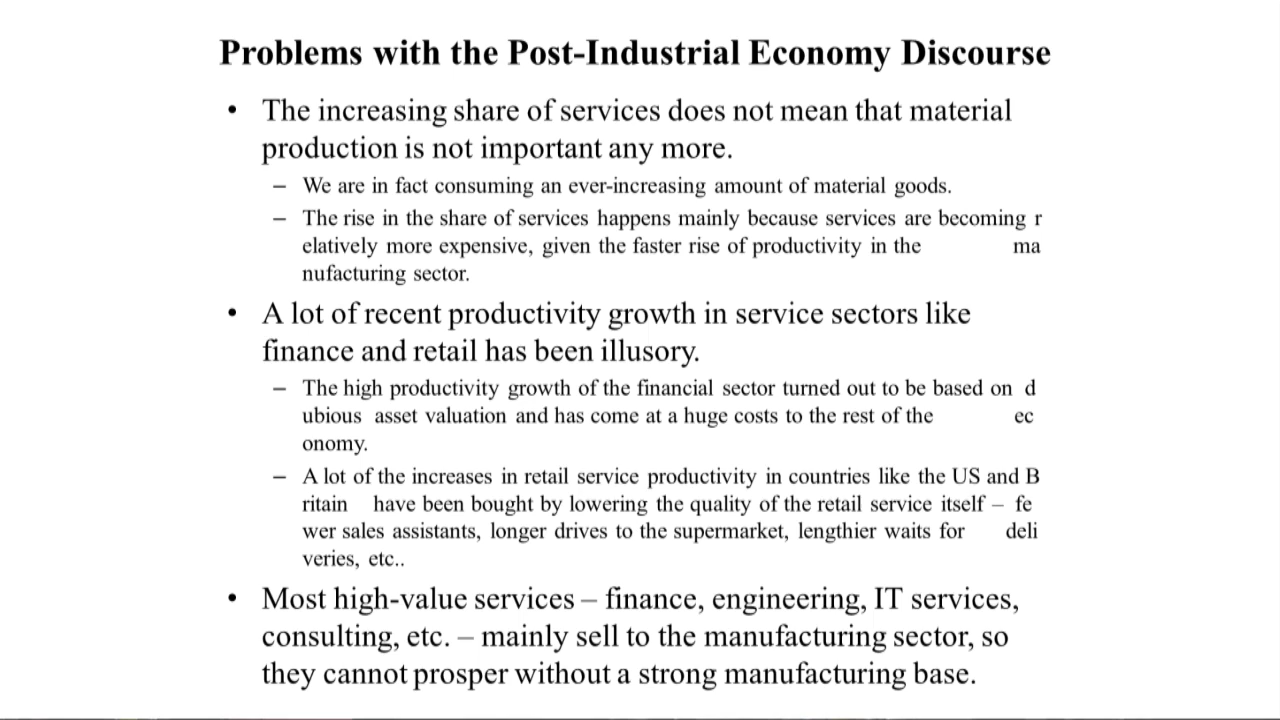 Problems with the Post-Industrial Economy Discourse
• The increasing share of services does not mean that material
production is not important any more.
– We are in fact consuming an ever-increasing amount of material goods.
– The rise in the share of services happens mainly because services are becoming r
elatively more expensive, given the faster rise of productivity in the ma
nufacturing sector.
• A lot of recent productivity growth in service sectors like
finance and retail has been illusory.
– The high productivity growth of the financial sector turned out to be based on d
ubious asset valuation and has come at a huge costs to the rest of the ec
onomy.
– A lot of the increases in retail service productivity in countries like the US and B
ritain have been bought by lowering the quality of the retail service itself – fe
wer sales assistants, longer drives to the supermarket, lengthier waits for deli
veries, etc..
• Most high-value services – finance, engineering, IT services,
consulting, etc. – mainly sell to the manufacturing sector, so
they cannot prosper without a strong manufacturing base.